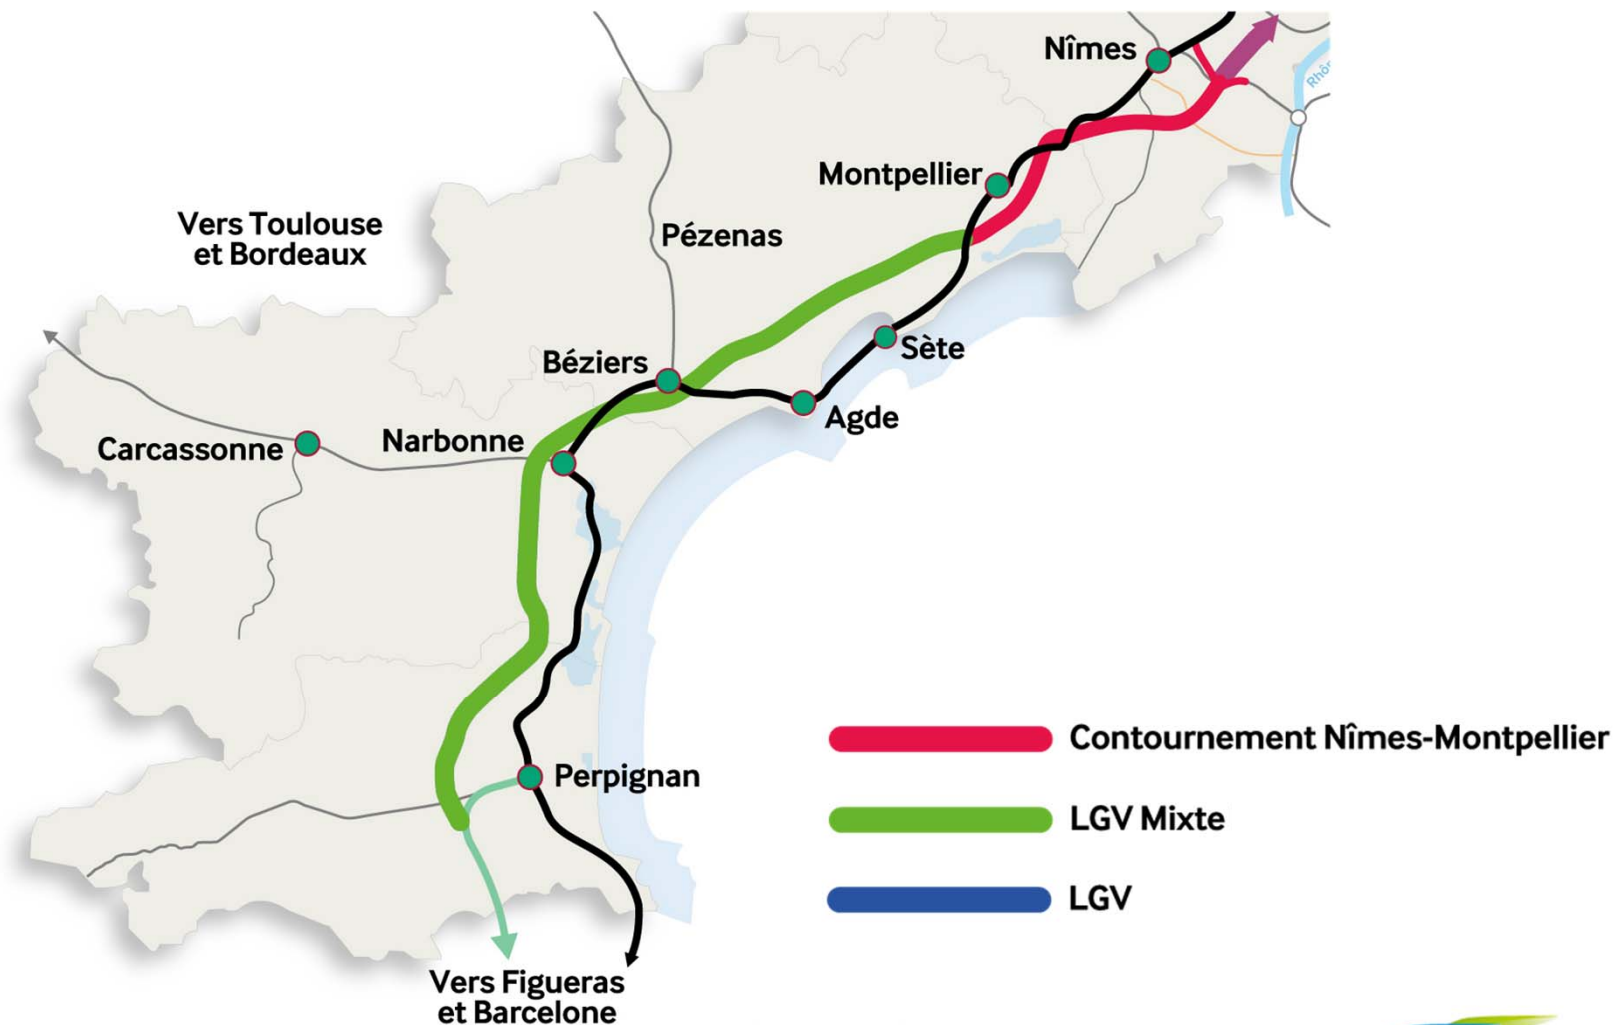 Nîmes
Rhôn
Montpellier
Vers Toulouse
et Bordeaux
Pézenas
Sète
Béziers
Agde
Carcassonne
Narbonne
Contournement Nîmes-Montpellier
Perpignan
LGV Mixte
LGV
Vers Figueras
et Barcelone